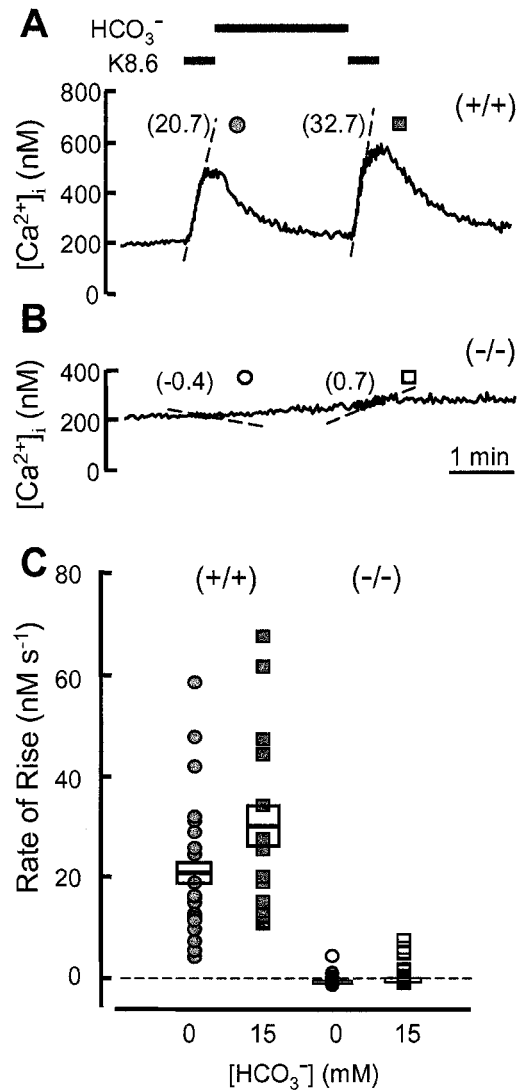 A
HCO₃⁻
K8.6
800
600
400
200
0
[Ca²⁺]ᵢ (nM)
(20.7)
(32.7)
(+/+)
B
400
200
0
[Ca²⁺]ᵢ (nM)
(-0.4)
(0.7)
(-/-)
1 min
C
80
60
40
20
0
Rate of Rise (nM s⁻¹)
(+/+)
(-/-)
0
15
0
15
[HCO₃⁻] (mM)